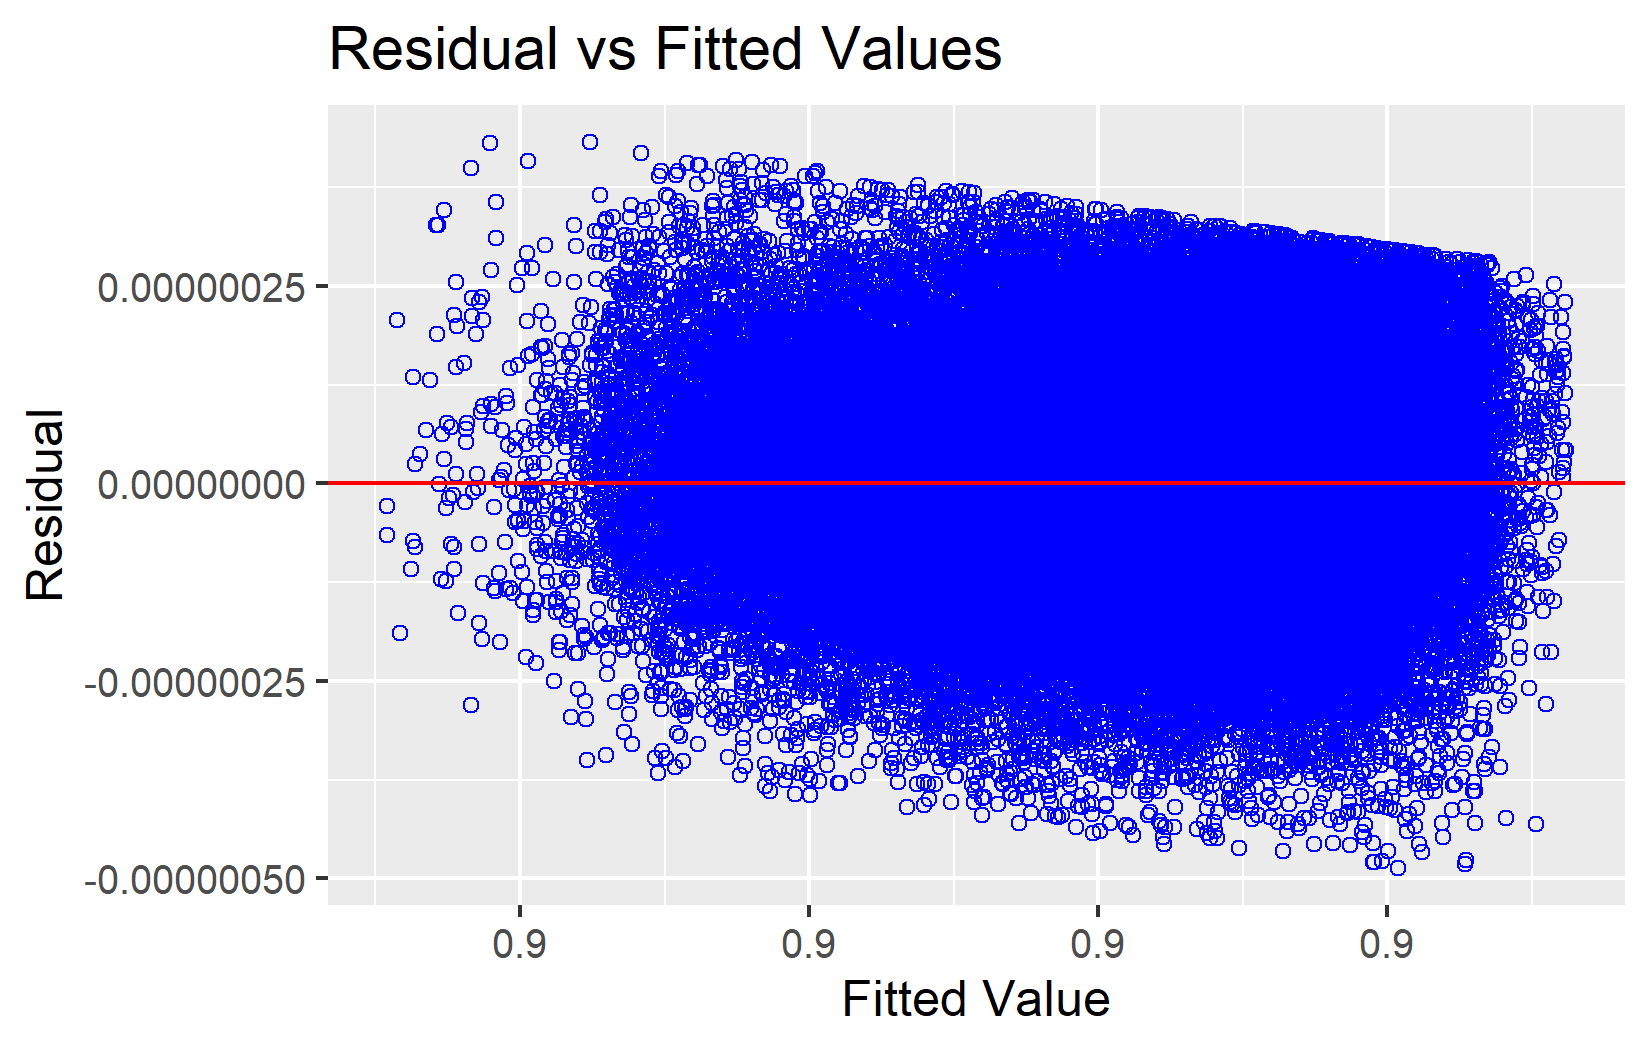 Residual vs Fitted Values
Residual
0.00000025
0.00000000
-0.00000025
-0.00000050
0.9 0.9 0.9 0.9
Fitted Value